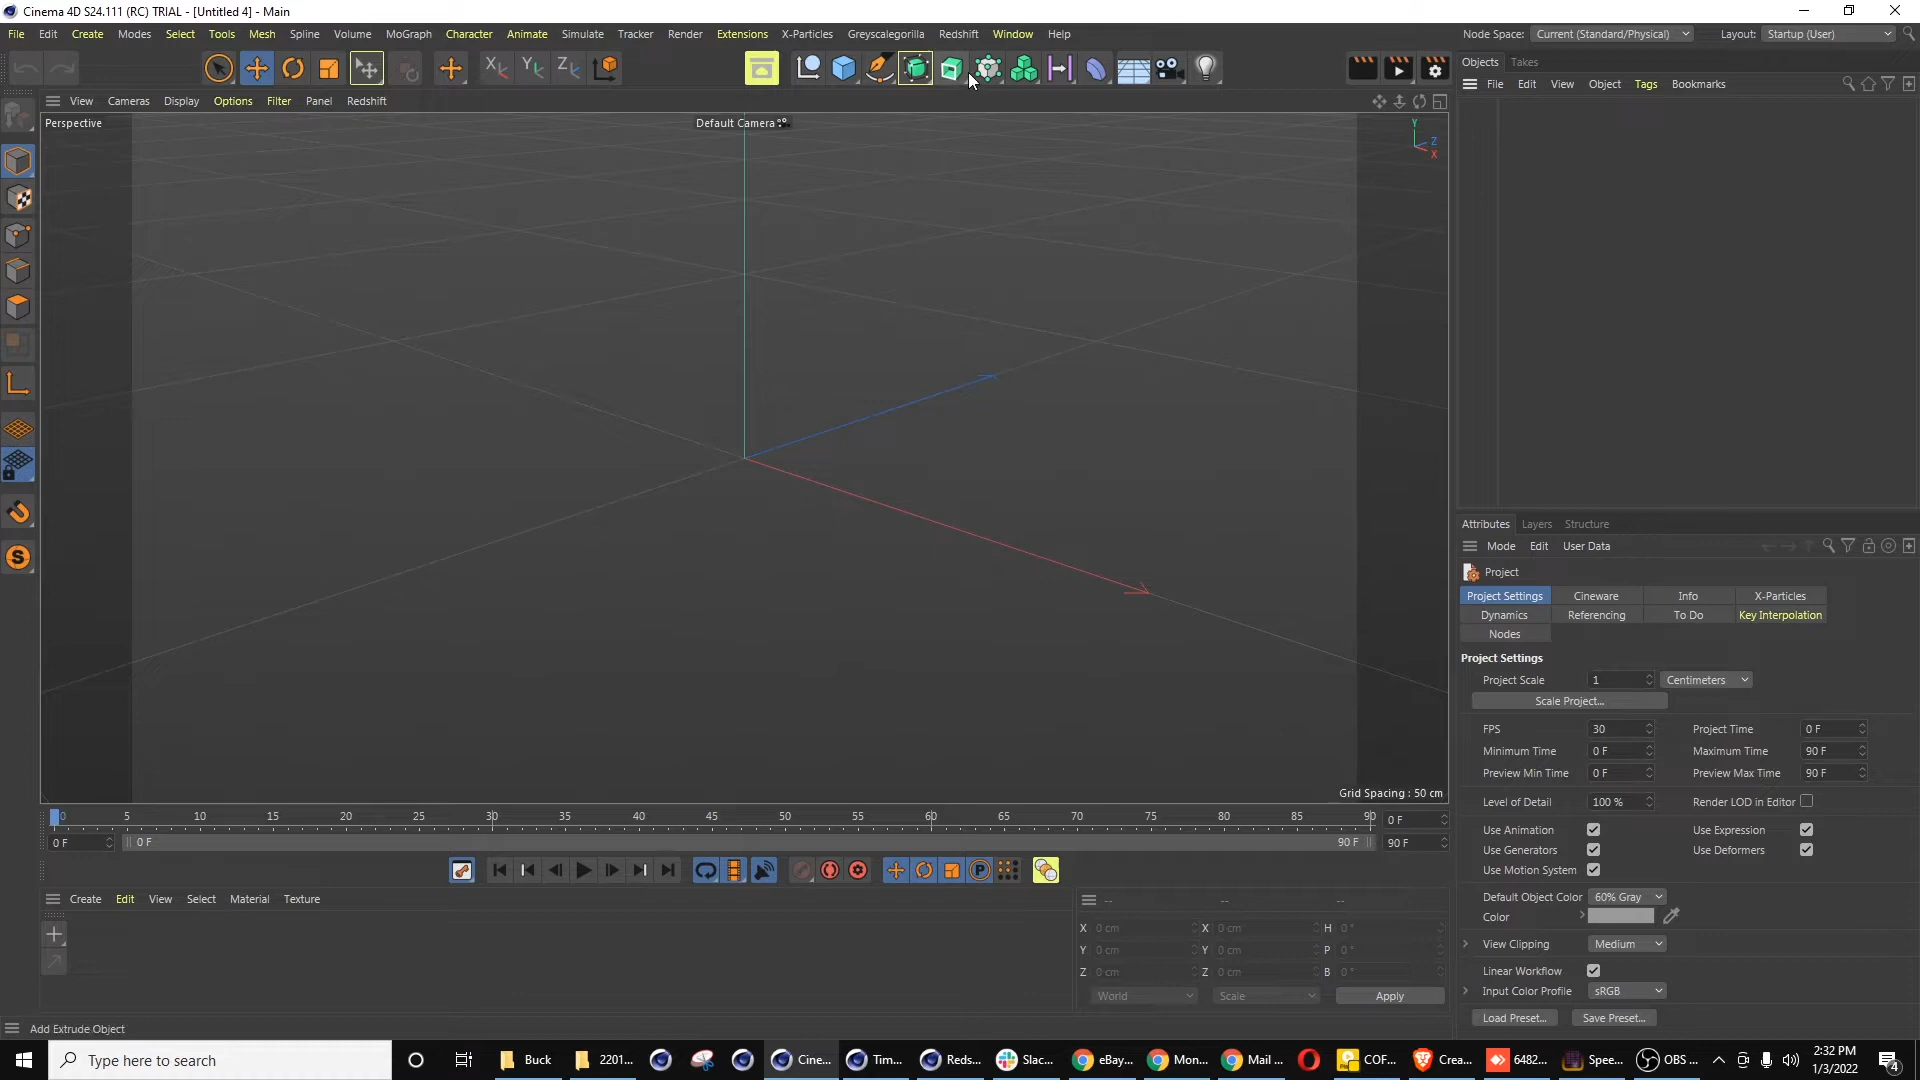 Cinema 4D S24.111 (RC) TRIAL - [Untitled 4] - Main
File Edit Create Modes Select Tools Mesh Spline Volume MoGraph Character Animate Simulate Tracker Render Extensions X-Particles Greyscalegorilla Redshift Window Help Node Space: Current (Standard/Physical) Layout: Startup (User)
X Y Z
Objects Takes
File Edit View Object Tags Bookmarks
View Cameras Display Options Filter Panel Redshift
Perspective Default Camera
Y
Z
X
Attributes Layers Structure
Mode Edit User Data
Project
Project Settings Cineware Info X-Particles
Dynamics Referencing To Do Key Interpolation
Nodes
Project Settings
Project Scale 1 Centimeters
Scale Project...
FPS 30 Project Time 0 F
Minimum Time 0 F Maximum Time 90 F
Preview Min Time 0 F Preview Max Time 90 F
Level of Detail 100 % Render LOD in Editor
Use Animation Use Expression
Use Generators Use Deformers
Use Motion System
Default Object Color 60% Gray
Color
View Clipping Medium
Linear Workflow
Input Color Profile sRGB
Load Preset... Save Preset...
Grid Spacing : 50 cm
0 5 10 15 20 25 30 35 40 45 50 55 60 65 70 75 80 85 90 0 F
0 F 0 F 90 F 90 F
P
Create Edit View Select Material Texture
-- -- --
X 0 cm X 0 cm H 0 °
Y 0 cm Y 0 cm P 0 °
Z 0 cm Z 0 cm B 0 °
World Scale Apply
S
Add Extrude Object
Type here to search Buck 2201... Cine... Tim... Reds... Slac... eBay... Mon... Mail ... COF... Crea... 6482... Spee... OBS ... 2:32 PM
1/3/2022
4